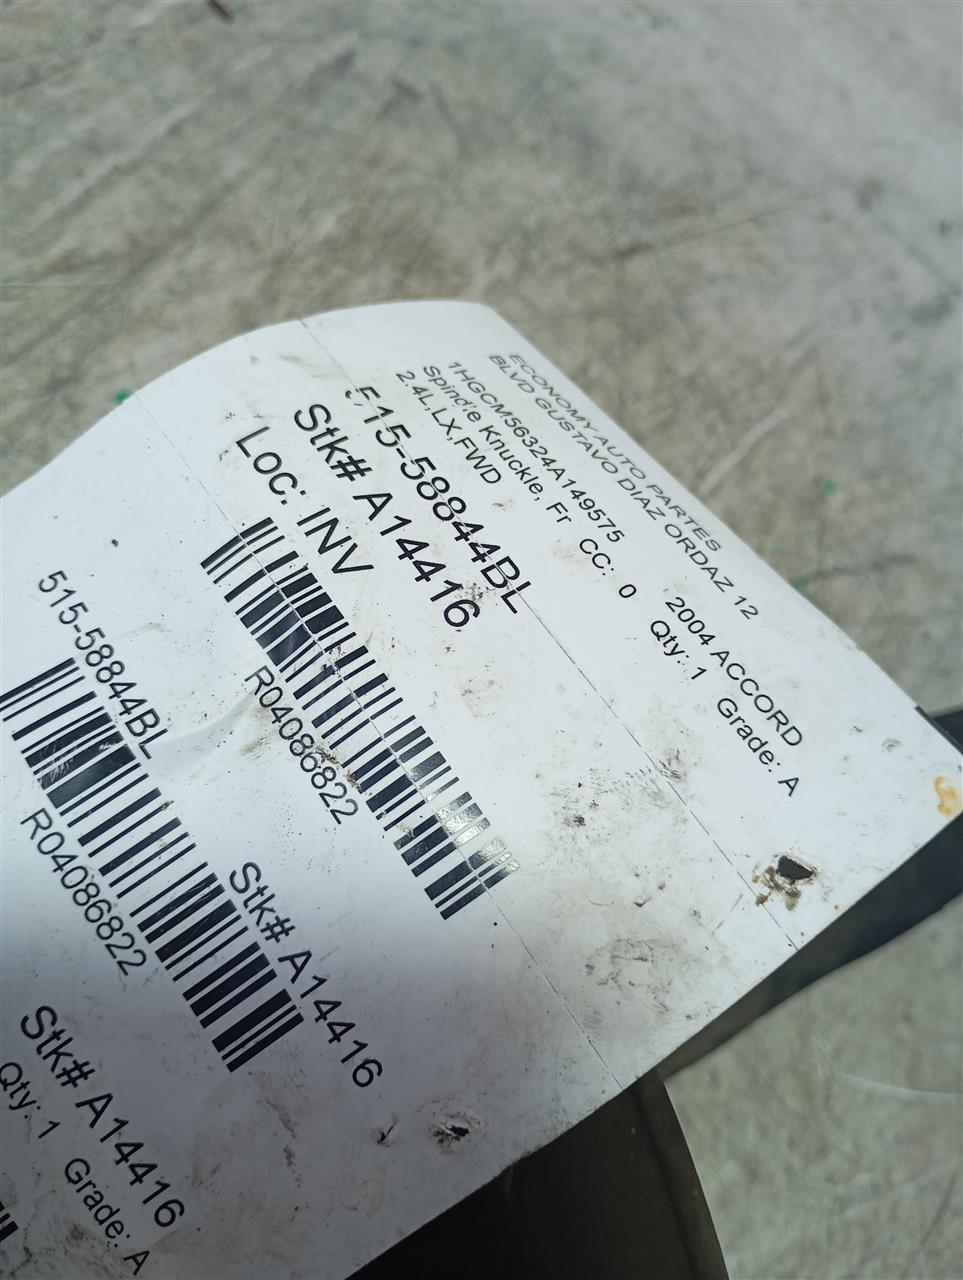 ECONOMY AUTO PARTES
BLVD GUSTAVO DIAZ ORDAZ 12
1HGCM56324A149575 2004 ACCORD
Spindle Knuckle, Fr CC: 0 Qty: 1 Grade: A
2.4L,LX,FWD
515-58844BL
Stk# A14416
Loc: INV
R04086822
515-58844BL Stk# A14416
R04086822
Stk# A14416
Qty: 1 Grade: A